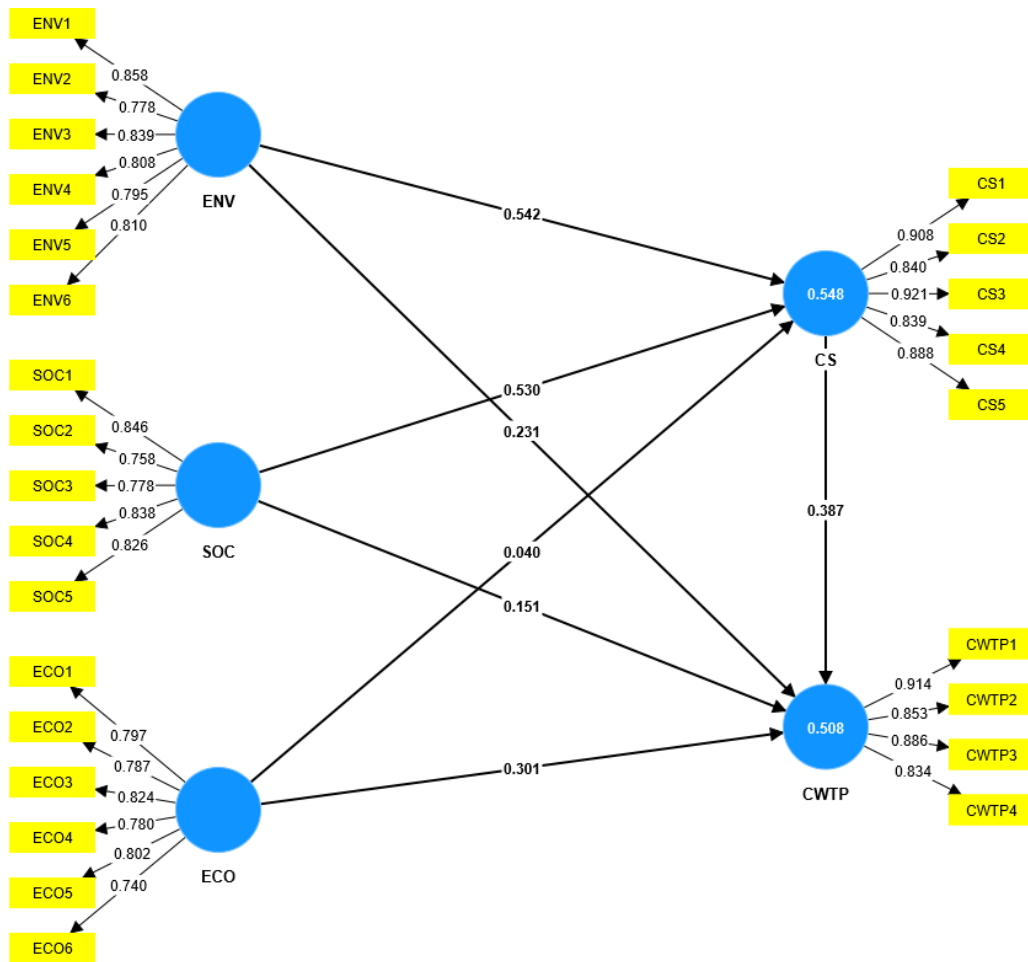 ENV1
0.858
ENV2
0.778
ENV3
0.839
ENV4
0.808
ENV5
0.795
ENV6
0.810
ENV
SOC1
0.846
SOC2
0.758
SOC3
0.778
SOC4
0.838
SOC5
0.826
SOC
ECO1
0.797
ECO2
0.787
ECO3
0.824
ECO4
0.780
ECO5
0.802
ECO6
0.740
ECO
0.542
0.530
0.231
0.040
0.151
0.301
0.387
0.548
CS
CS1
0.908
CS2
0.840
CS3
0.921
CS4
0.839
CS5
0.888
0.508
CWTP
CWTP1
0.914
CWTP2
0.853
CWTP3
0.886
CWTP4
0.834